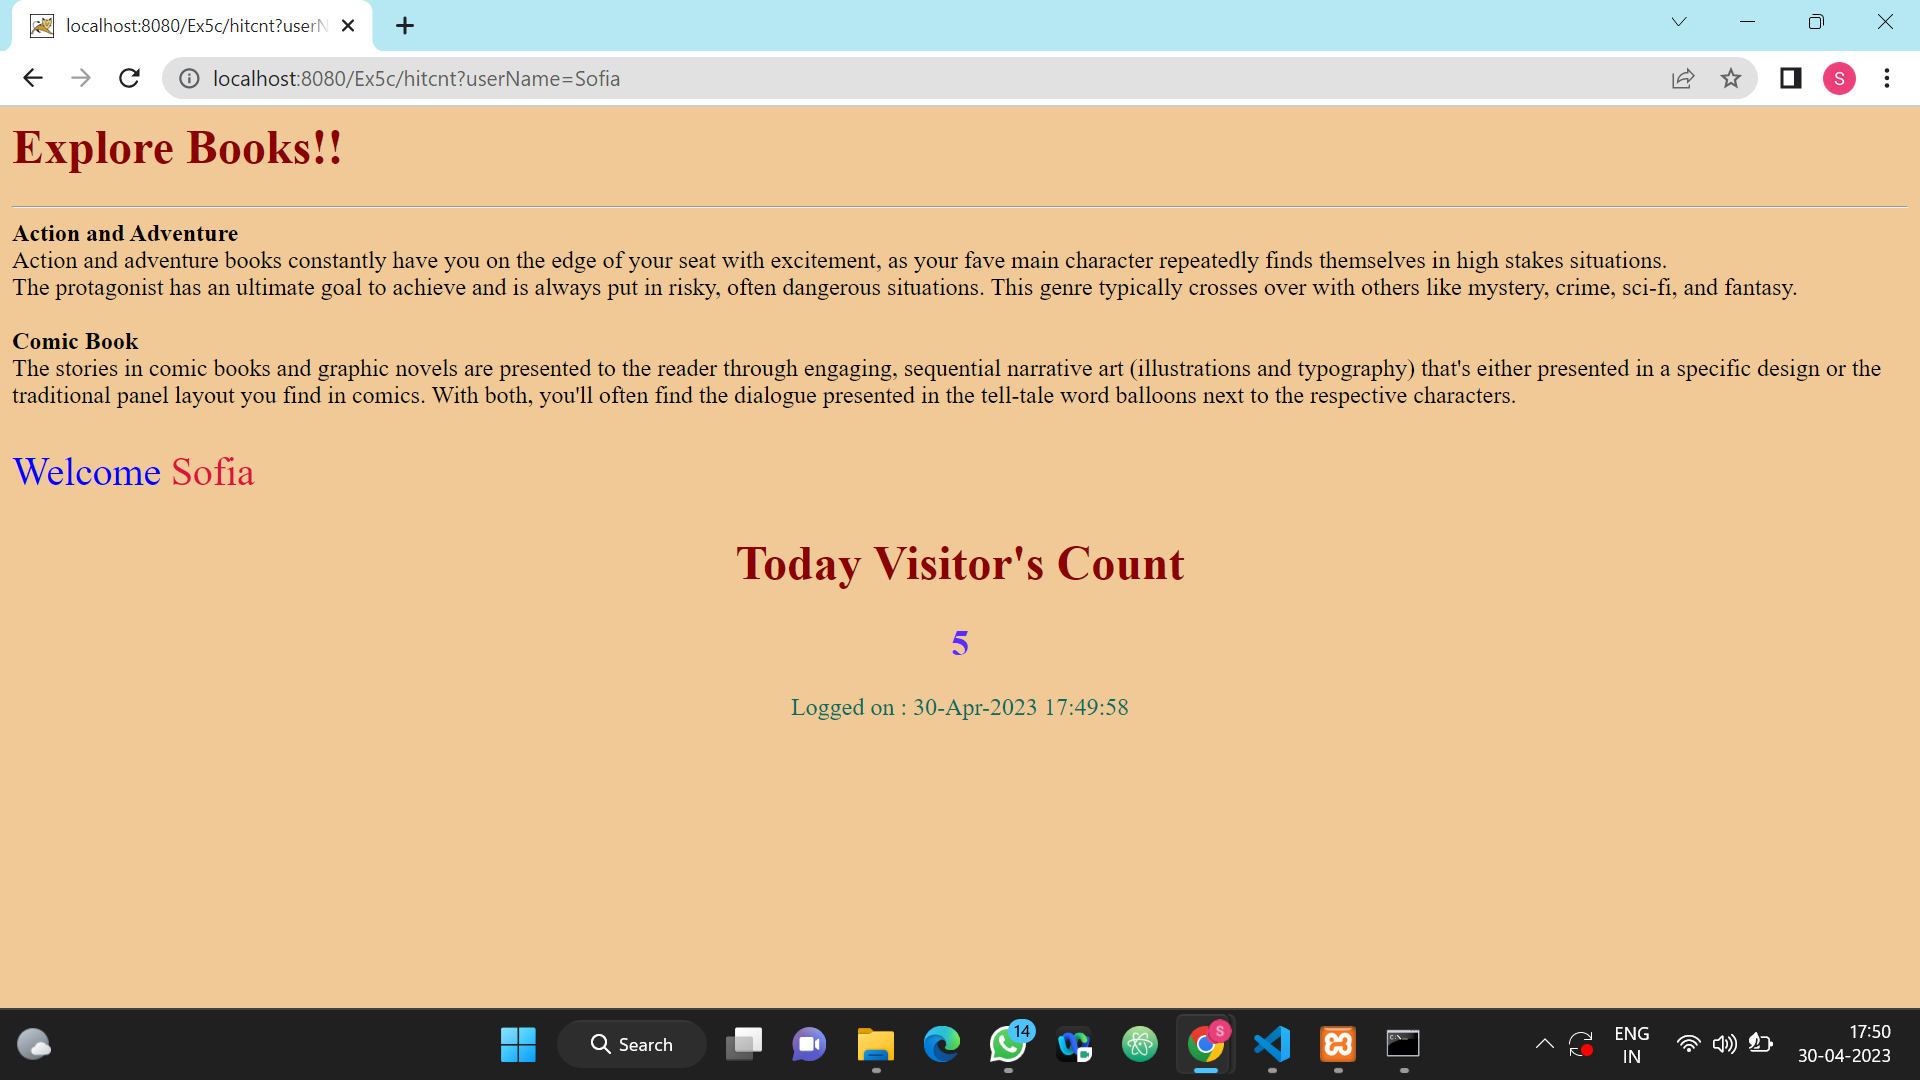 localhost:8080/Ex5c/hitcnt?userN
localhost:8080/Ex5c/hitcnt?userName=Sofia
S
Explore Books!!
Action and Adventure
Action and adventure books constantly have you on the edge of your seat with excitement, as your fave main character repeatedly finds themselves in high stakes situations.
The protagonist has an ultimate goal to achieve and is always put in risky, often dangerous situations. This genre typically crosses over with others like mystery, crime, sci-fi, and fantasy.
Comic Book
The stories in comic books and graphic novels are presented to the reader through engaging, sequential narrative art (illustrations and typography) that's either presented in a specific design or the
traditional panel layout you find in comics. With both, you'll often find the dialogue presented in the tell-tale word balloons next to the respective characters.
Welcome Sofia
Today Visitor's Count
5
Logged on : 30-Apr-2023 17:49:58
Search
14
S
ENG
IN
17:50
30-04-2023